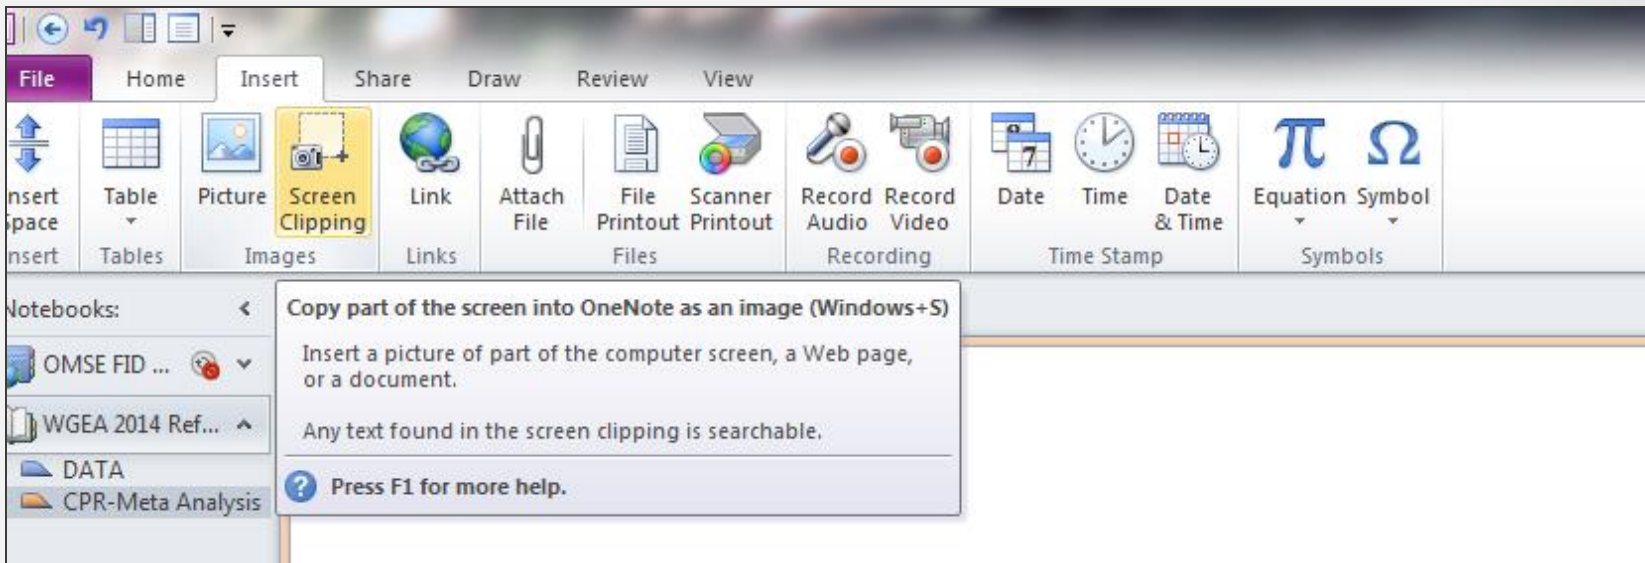 File Home Insert Share Draw Review View
nsert Table Picture Screen Link Attach File Scanner Record Record Date Time Date Equation Symbol
pace Clipping File Printout Printout Audio Video & Time
nsert Tables Images Links Files Recording Time Stamp Symbols
Notebooks:
Copy part of the screen into OneNote as an image (Windows+S)
Insert a picture of part of the computer screen, a Web page,
or a document.
Any text found in the screen clipping is searchable.
Press F1 for more help.
OMSE FID ...
WGEA 2014 Ref...
DATA
CPR-Meta Analysis